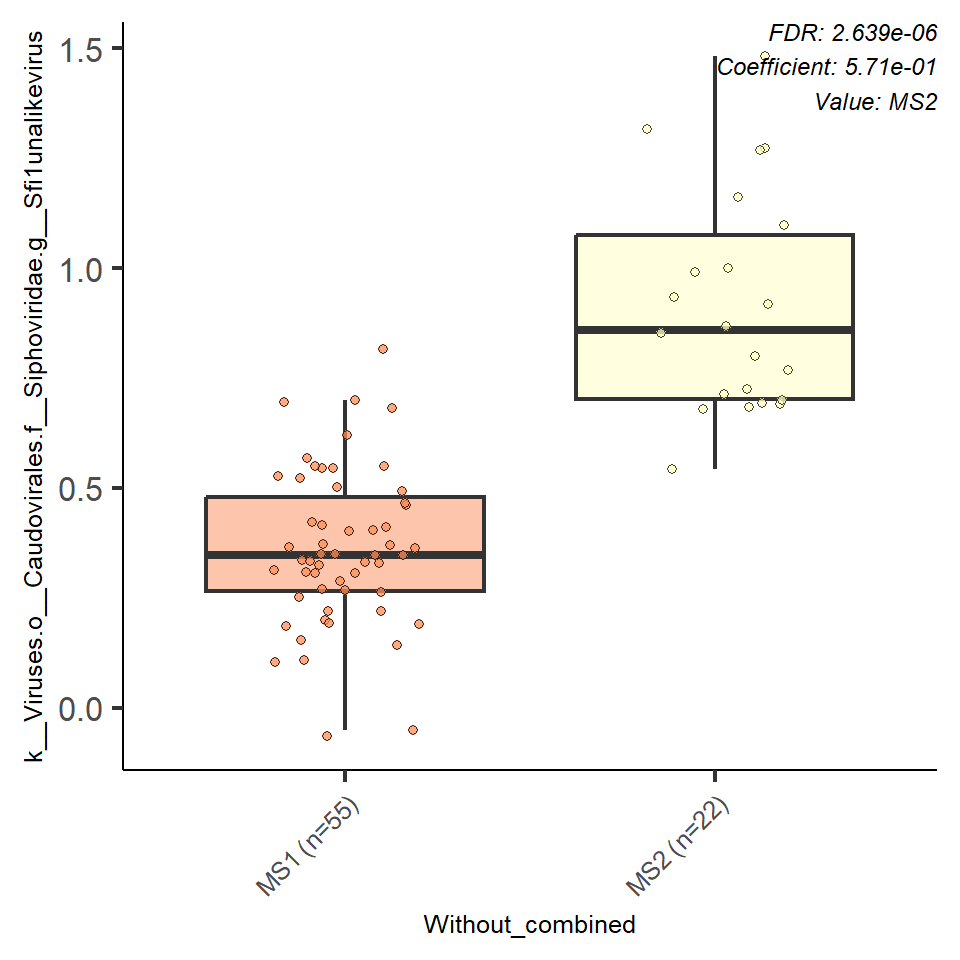 FDR: 2.639e-06
Coefficient: 5.71e-01
Value: MS2
k__Viruses.o__Caudovirales.f__Siphoviridae.g__Sfi1unalikevirus
1.5
1.0
0.5
0.0
MS1 (n=55)
MS2 (n=22)
Without_combined